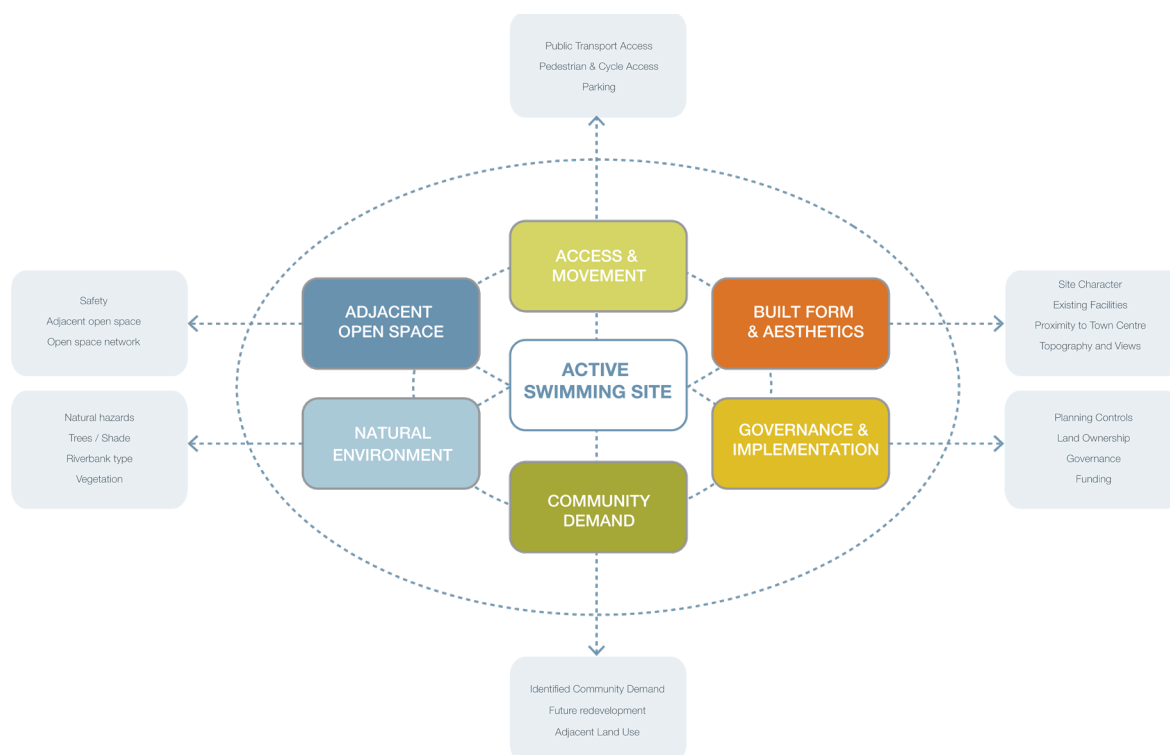 Public Transport Access
Pedestrian & Cycle Access
Parking
ACCESS &
MOVEMENT
ADJACENT
OPEN SPACE
BUILT FORM
& AESTHETICS
Safety
Adjacent open space
Open space network
Site Character
Existing Facilities
Proximity to Town Centre
Topography and Views
ACTIVE
SWIMMING SITE
Natural hazards
Trees / Shade
Riverbank type
Vegetation
NATURAL
ENVIRONMENT
GOVERNANCE &
IMPLEMENTATION
Planning Controls
Land Ownership
Governance
Funding
COMMUNITY
DEMAND
Identified Community Demand
Future redevelopment
Adjacent Land Use